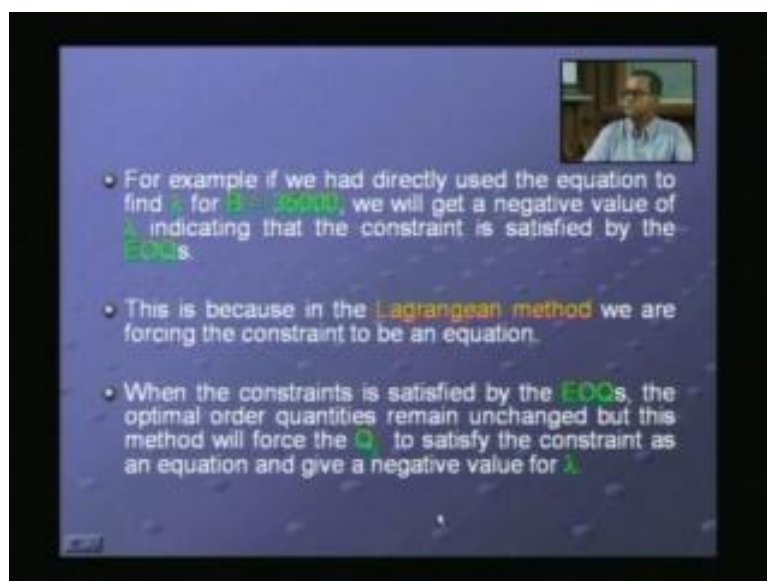 For example if we had directly used the equation to
find λ for B = 35000, we will get a negative value of
λ indicating that the constraint is satisfied by the
EOQs.
This is because in the Lagrangean method we are
forcing the constraint to be an equation.
When the constraints is satisfied by the EOQs, the
optimal order quantities remain unchanged but this
method will force the Qj to satisfy the constraint as
an equation and give a negative value for λ